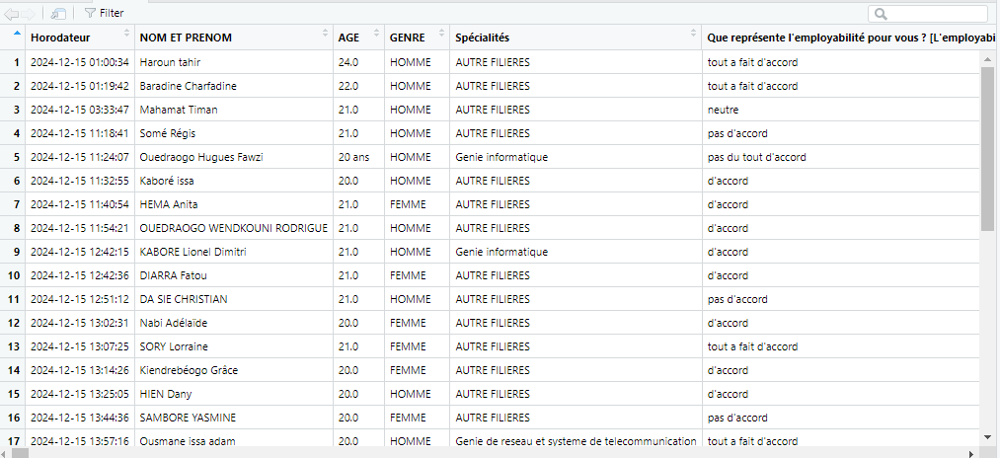 Filter
Horodateur NOM ET PRENOM AGE GENRE Spécialités Que représente l'employabilité pour vous ? [L'employabi
1 2024-12-15 01:00:34 Haroun tahir 24.0 HOMME AUTRE FILIERES tout a fait d'accord
2 2024-12-15 01:19:42 Baradine Charfadine 22.0 HOMME AUTRE FILIERES tout a fait d'accord
3 2024-12-15 03:33:47 Mahamat Timan 21.0 HOMME AUTRE FILIERES neutre
4 2024-12-15 11:18:41 Somé Régis 21.0 HOMME AUTRE FILIERES pas d'accord
5 2024-12-15 11:24:07 Ouedraogo Hugues Fawzi 20 ans HOMME Genie informatique pas du tout d'accord
6 2024-12-15 11:32:55 Kaboré issa 20.0 HOMME AUTRE FILIERES d'accord
7 2024-12-15 11:40:54 HEMA Anita 21.0 FEMME AUTRE FILIERES d'accord
8 2024-12-15 11:54:21 OUEDRAOGO WENDKOUNI RODRIGUE 21.0 HOMME AUTRE FILIERES d'accord
9 2024-12-15 12:42:15 KABORE Lionel Dimitri 21.0 HOMME Genie informatique d'accord
10 2024-12-15 12:42:36 DIARRA Fatou 21.0 FEMME AUTRE FILIERES d'accord
11 2024-12-15 12:51:12 DA SIE CHRISTIAN 21.0 HOMME AUTRE FILIERES pas d'accord
12 2024-12-15 13:02:31 Nabi Adélaïde 20.0 FEMME AUTRE FILIERES d'accord
13 2024-12-15 13:07:25 SORY Lorraine 21.0 FEMME AUTRE FILIERES tout a fait d'accord
14 2024-12-15 13:14:26 Kiendrebéogo Grâce 20.0 FEMME AUTRE FILIERES d'accord
15 2024-12-15 13:25:05 HIEN Dany 20.0 HOMME AUTRE FILIERES d'accord
16 2024-12-15 13:44:36 SAMBORE YASMINE 20.0 FEMME AUTRE FILIERES pas d'accord
17 2024-12-15 13:57:16 Ousmane issa adam 20.0 HOMME Genie de reseau et systeme de telecommunication tout a fait d'accord